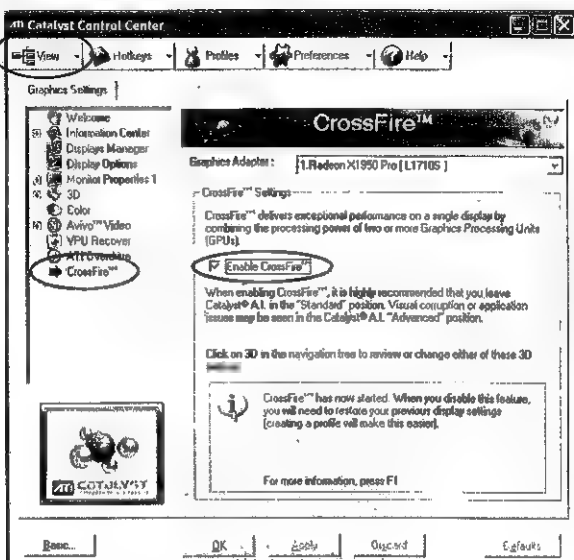 ATI Catalyst Control Center
View Hotkeys Profiles Preferences Help
Graphics Settings
Welcome
Information Center
Displays Manager
Display Options
Monitor Properties 1
3D
Color
Avivo™ Video
VPU Recover
ATI Overdrive
CrossFire™
CrossFire™
Graphics Adapter :
1.Radeon X1950 Pro [ L1710S ]
CrossFire™ Settings
CrossFire™ delivers exceptional performance on a single display by
combining the processing power of two or more Graphics Processing Units
(GPUs).
Enable CrossFire™
When enabling CrossFire™, it is highly recommended that you leave
Catalyst® A.I. in the "Standard" position. Visual corruption or application
issues may be seen in the Catalyst® A.I. "Advanced" position.
Click on 3D in the navigation tree to review or change either of these 3D
CrossFire™ has now started. When you disable this feature,
you will need to restore your previous display settings
(creating a profile will make this easier).
For more information, press F1
ATI CATALYST
Basic...
OK
Apply
Discard
Defaults